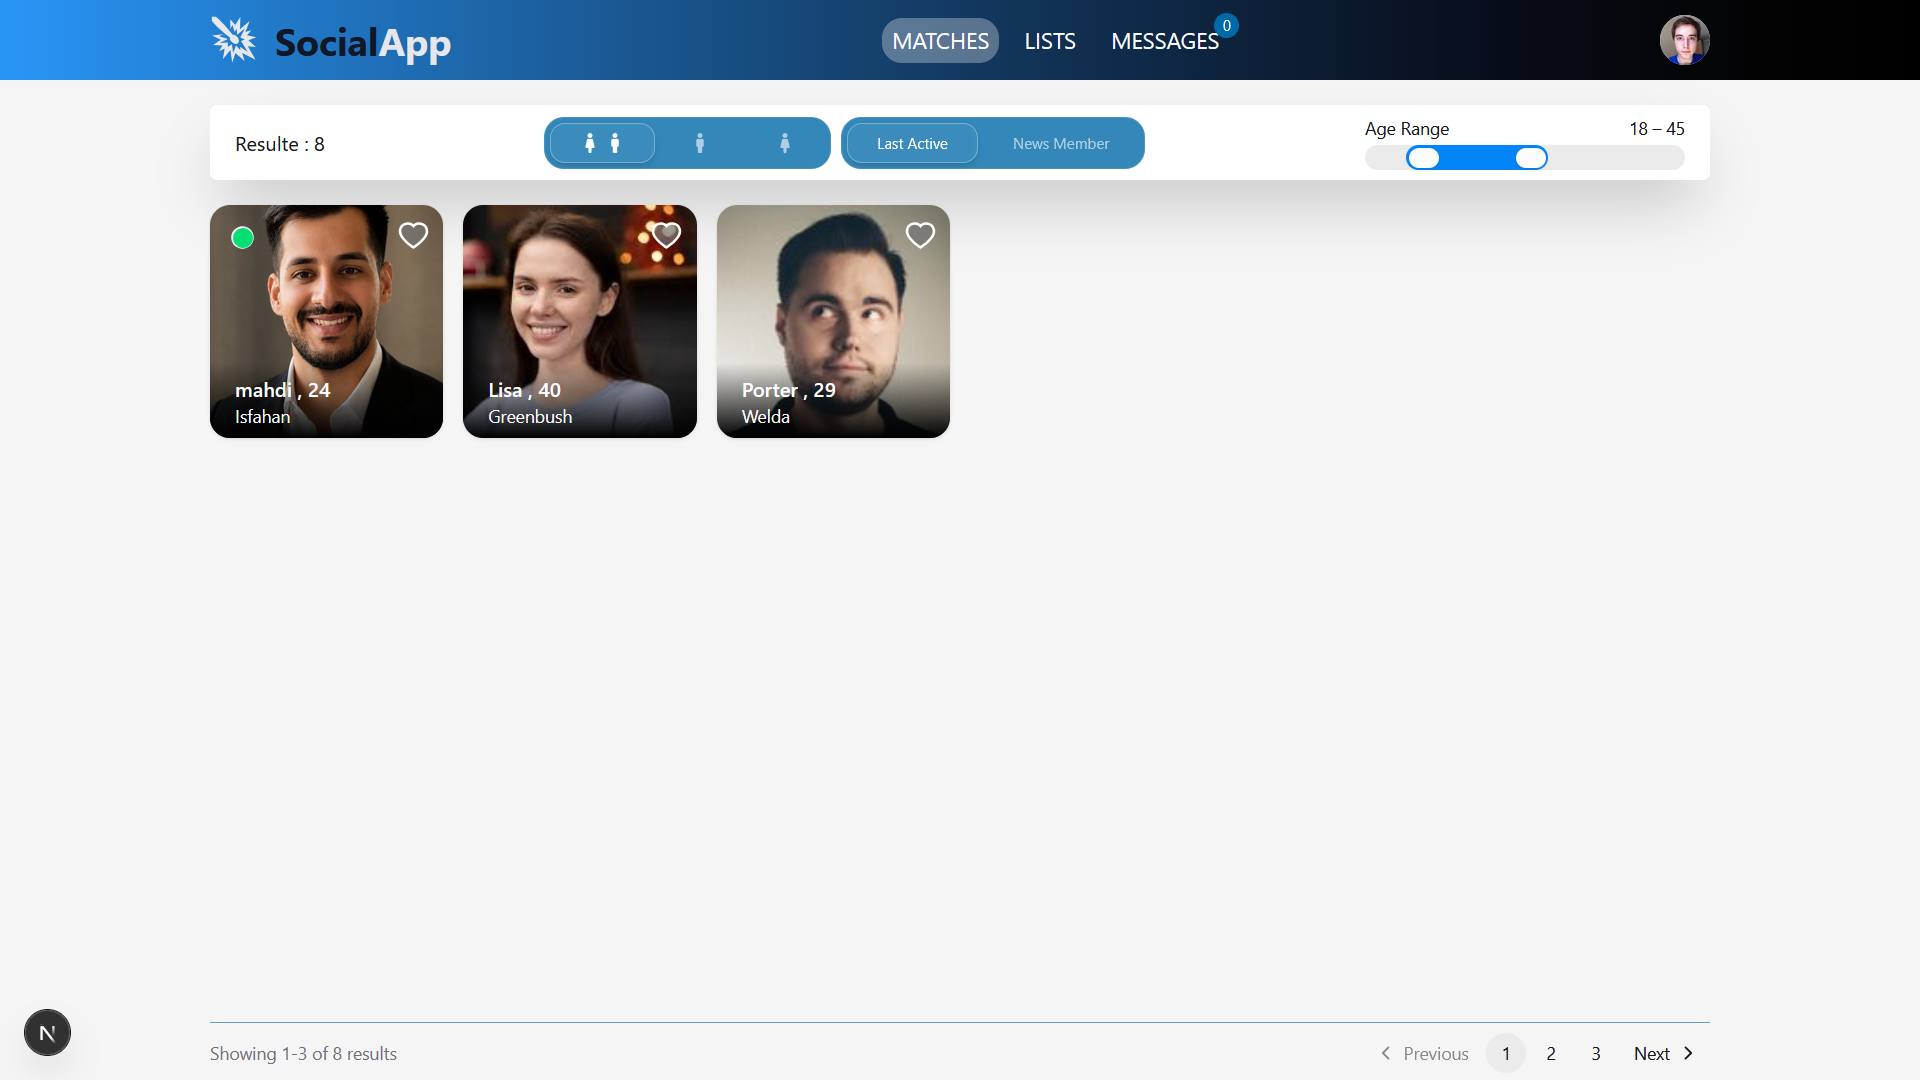 SocialApp
MATCHES
LISTS
MESSAGES
0
Resulte : 8
Last Active
News Member
Age Range
18 – 45
mahdi , 24
Isfahan
Lisa , 40
Greenbush
Porter , 29
Welda
N
Showing 1-3 of 8 results
Previous
1
2
3
Next